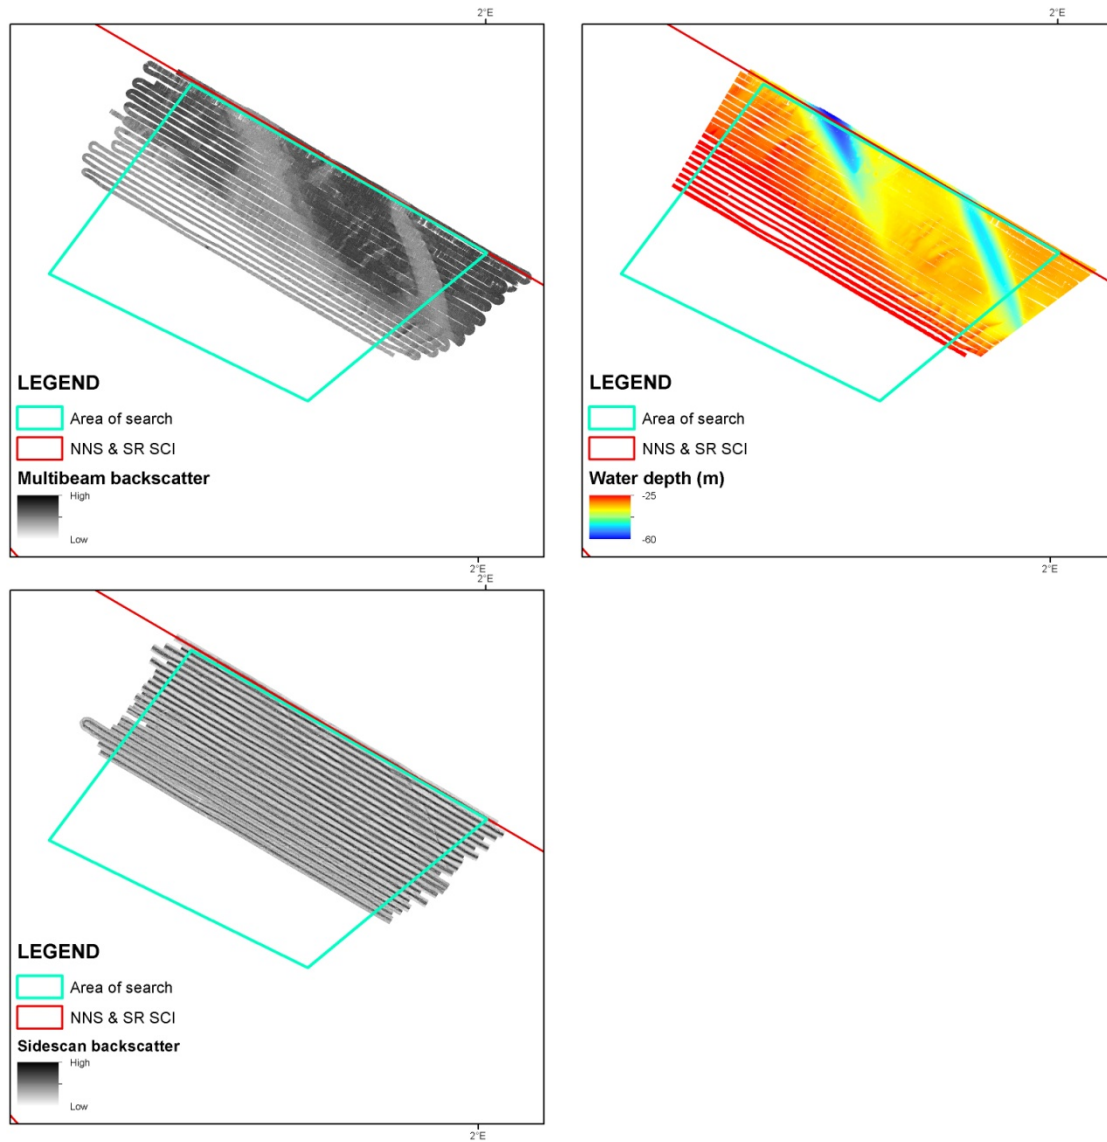 2°E
LEGEND
Area of search
NNS & SR SCI
Multibeam backscatter
High
Low
2°E
2°E
LEGEND
Area of search
NNS & SR SCI
Water depth (m)
-25
-60
2°E
2°E
LEGEND
Area of search
NNS & SR SCI
Sidescan backscatter
High
Low
2°E